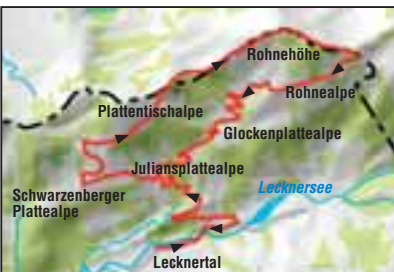 Rohnehöhe
Rohnealpe
Plattentischalpe
Glockenplattealpe
Juliansplattealpe
Lecknersee
Schwarzenberger
Plattealpe
Lecknertal